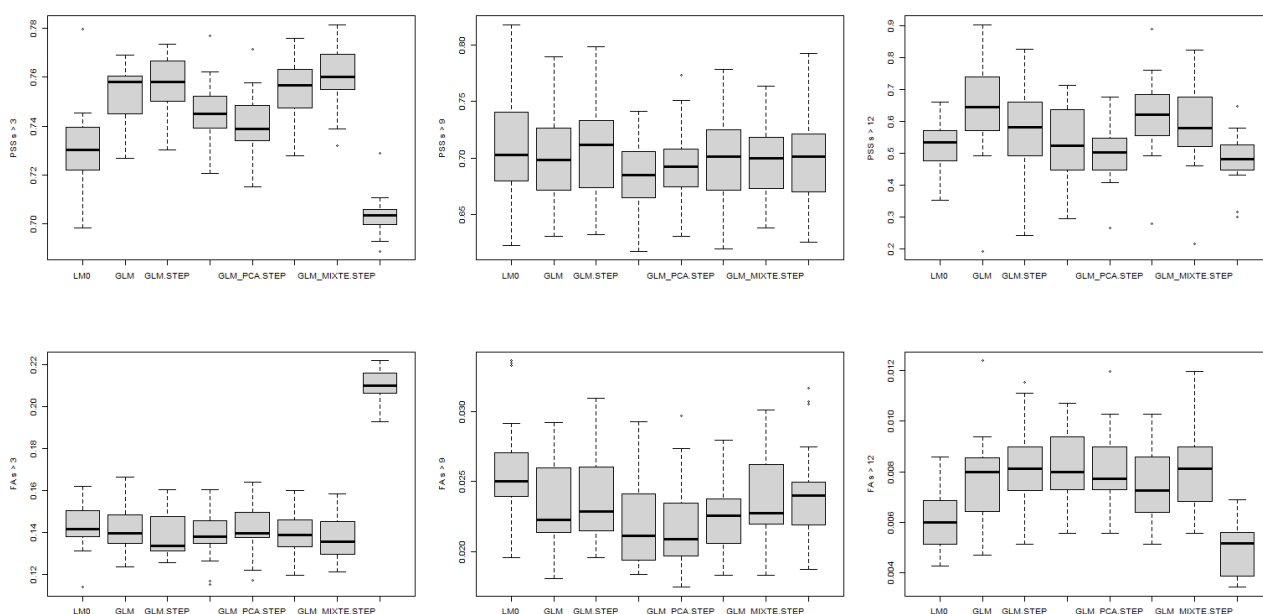 PSS s > 3
0.70 0.72 0.74 0.76 0.78
LM0 GLM GLM.STEP GLM_PCA.STEP GLM_MIXTE.STEP
PSS s > 9
0.65 0.70 0.75 0.80
LM0 GLM GLM.STEP GLM_PCA.STEP GLM_MIXTE.STEP
PSS s > 12
0.2 0.3 0.4 0.5 0.6 0.7 0.8 0.9
LM0 GLM GLM.STEP GLM_PCA.STEP GLM_MIXTE.STEP
FA s > 3
0.12 0.14 0.16 0.18 0.20 0.22
LM0 GLM GLM.STEP GLM_PCA.STEP GLM_MIXTE.STEP
FA s > 9
0.020 0.025 0.030
LM0 GLM GLM.STEP GLM_PCA.STEP GLM_MIXTE.STEP
FA s > 12
0.004 0.006 0.008 0.010 0.012
LM0 GLM GLM.STEP GLM_PCA.STEP GLM_MIXTE.STEP